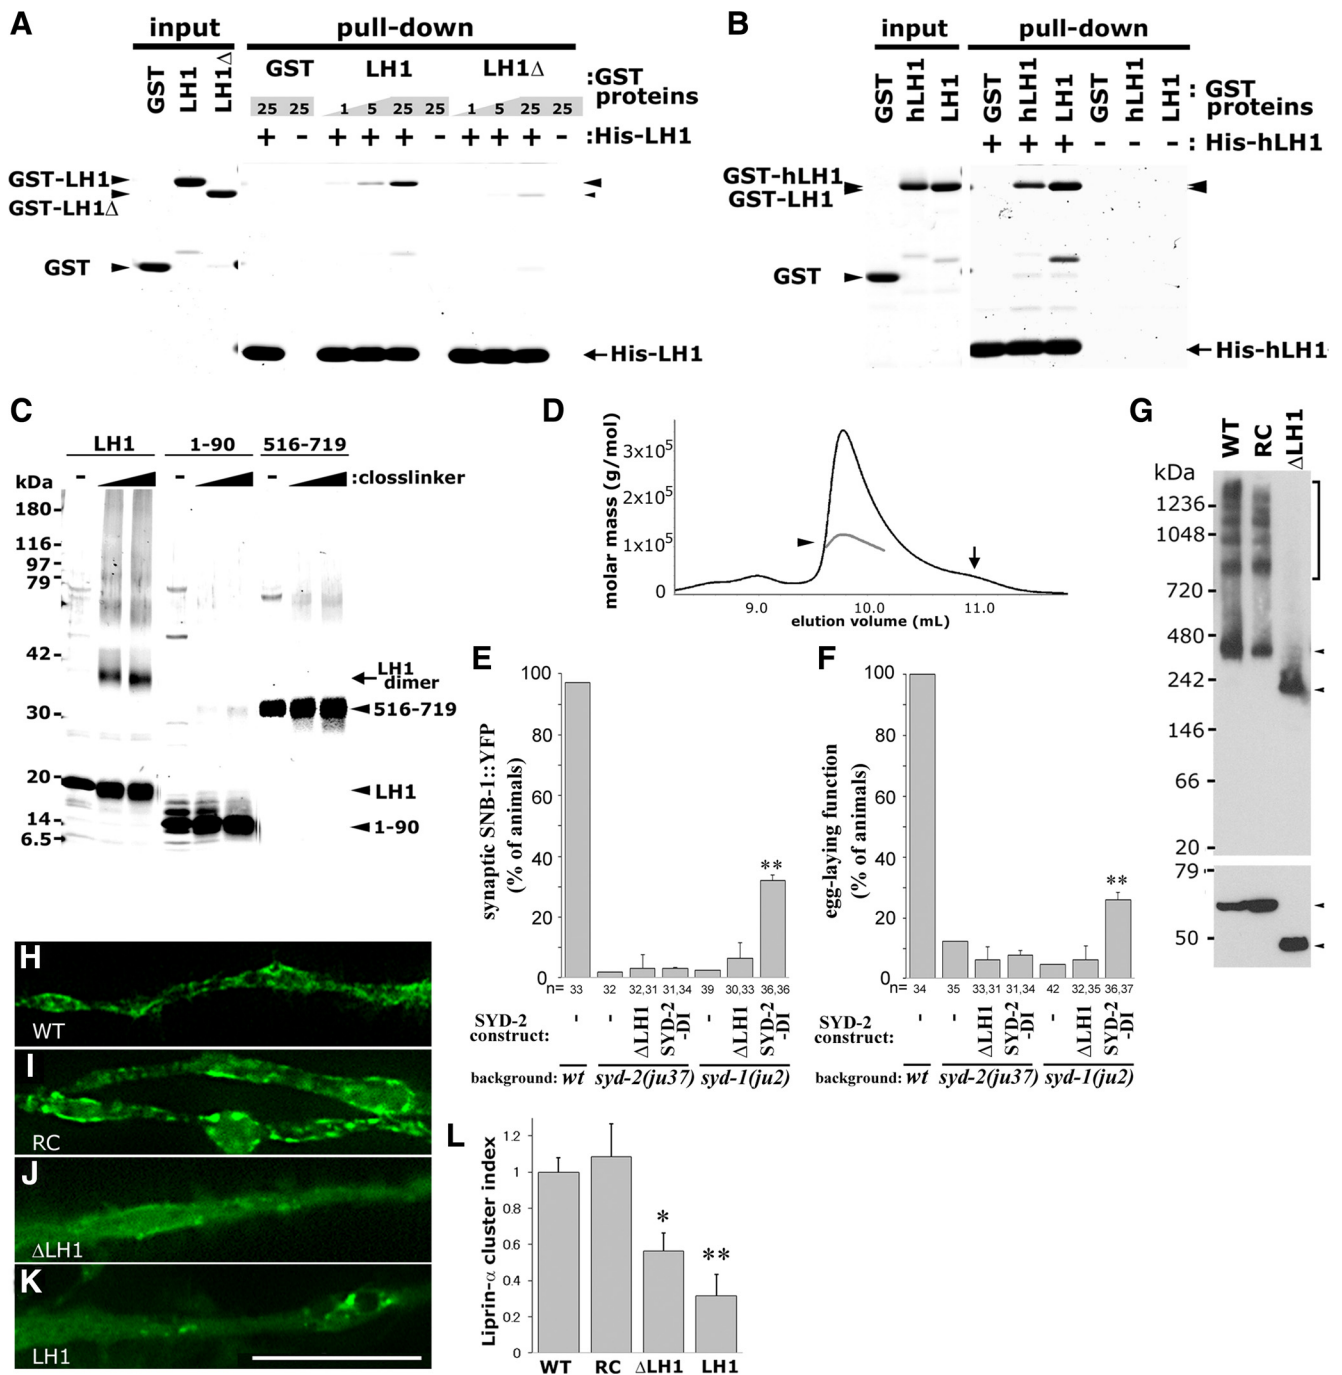 A
input
pull-down
GST
LH1
LH1Δ
GST
LH1
LH1Δ
:GST
proteins
25 25 1 5 25 25 1 5 25 25
+ - + + + - + + + - :His-LH1
GST-LH1
GST-LH1Δ
GST
←His-LH1
B
input
pull-down
GST
hLH1
LH1
GST
hLH1
LH1
GST
hLH1
LH1
: GST
proteins
+ + + - - - : His-hLH1
GST-hLH1
GST-LH1
GST
←His-hLH1
C
LH1 1-90 516-719
kDa - - - :closslinker
180
116
97
79
42
30
20
14
6.5
LH1
dimer
516-719
LH1
1-90
D
molar mass (g/mol)
3x10⁵
2x10⁵
1x10⁵
0
9.0 10.0 11.0
elution volume (mL)
E
synaptic SNB-1::YFP
(% of animals)
100
80
60
40
20
0
**
n= 33 32 32,31 31,34 39 30,33 36,36
SYD-2
construct:
- - ΔLH1 SYD-2-DI - ΔLH1 SYD-2-DI
background: wt syd-2(ju37) syd-1(ju2)
F
egg-laying function
(% of animals)
100
80
60
40
20
0
**
n= 34 35 33,31 31,34 42 32,35 36,37
SYD-2
construct:
- - ΔLH1 SYD-2-DI - ΔLH1 SYD-2-DI
background: wt syd-2(ju37) syd-1(ju2)
G
WT
RC
ΔLH1
kDa
1236
1048
720
480
242
146
66
20
79
50
H
WT
I
RC
J
ΔLH1
K
LH1
L
Liprin-α cluster index
1.2
1
0.8
0.6
0.4
0.2
0
*
**
WT RC ΔLH1 LH1